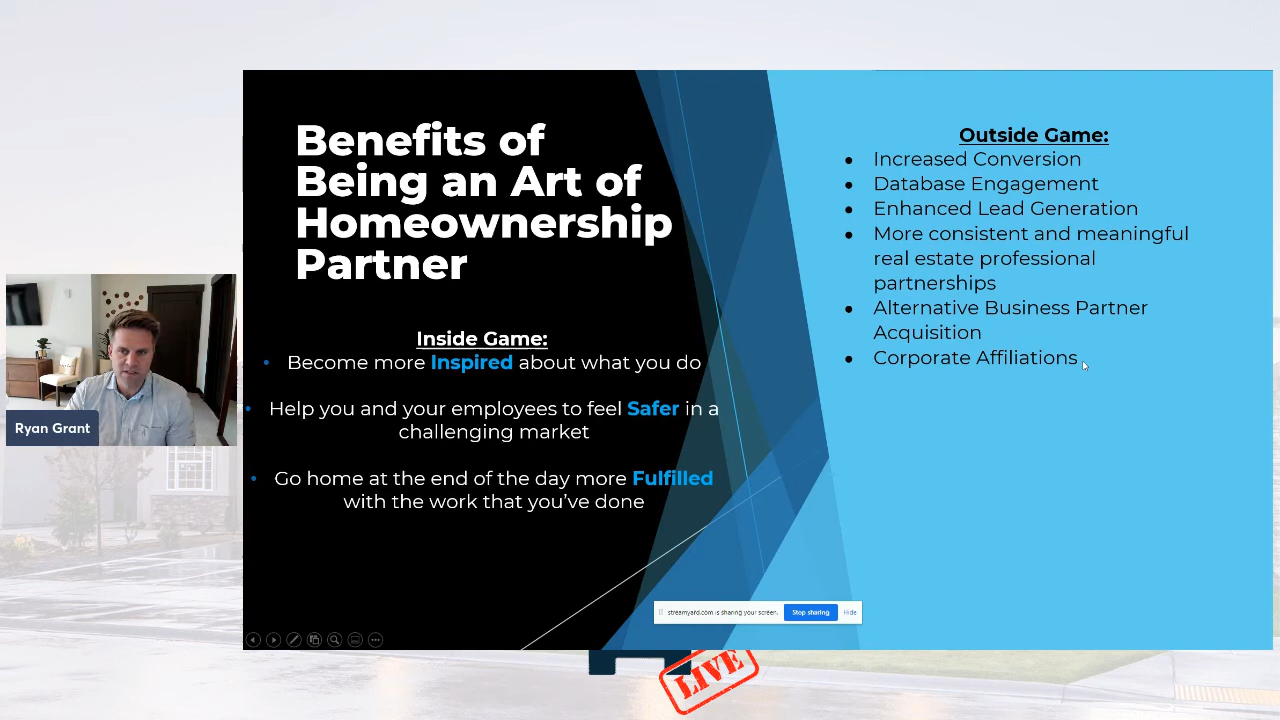 Benefits of
Being an Art of
Homeownership
Partner
Inside Game:
• Become more Inspired about what you do
• Help you and your employees to feel Safer in a
challenging market
• Go home at the end of the day more Fulfilled
with the work that you’ve done
Outside Game:
• Increased Conversion
• Database Engagement
• Enhanced Lead Generation
• More consistent and meaningful
real estate professional
partnerships
• Alternative Business Partner
Acquisition
• Corporate Affiliations
Ryan Grant
streamyard.com is sharing your screen. Stop sharing Hide
LIVE